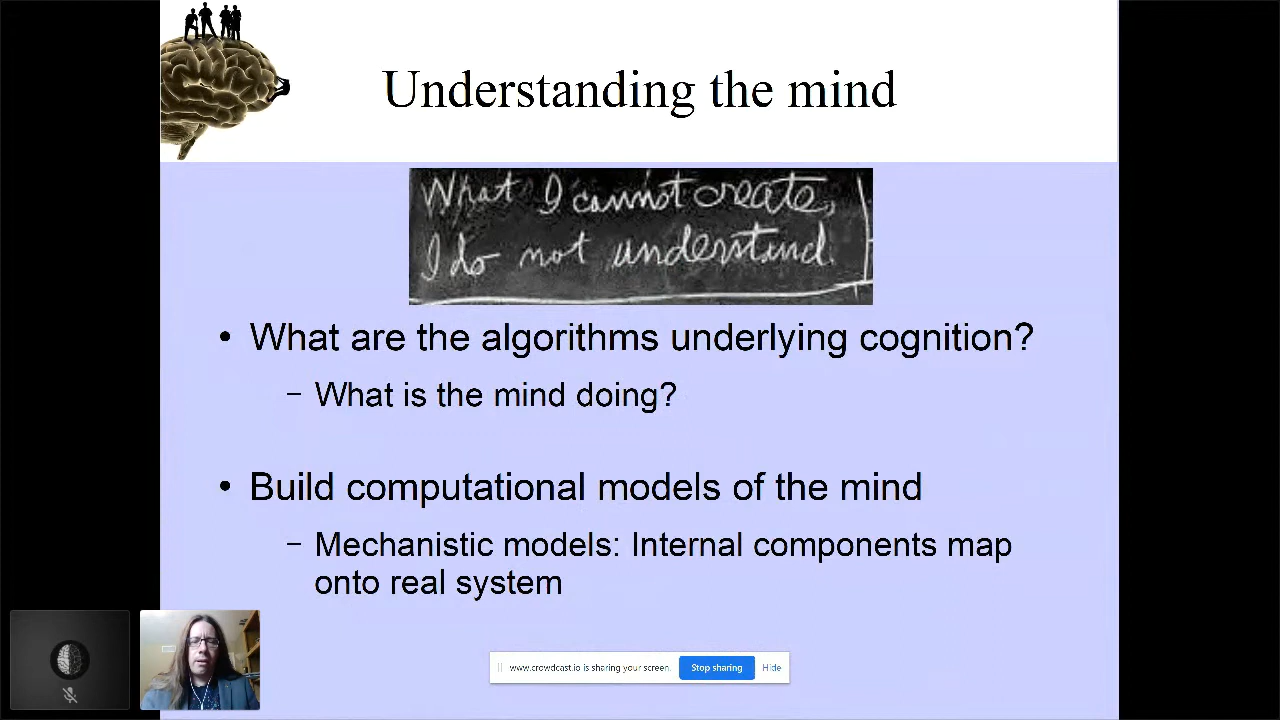 Understanding the mind
What I cannot create,
I do not understand.
• What are the algorithms underlying cognition?
– What is the mind doing?
• Build computational models of the mind
– Mechanistic models: Internal components map
onto real system
www.crowdcast.io is sharing your screen. Stop sharing Hide